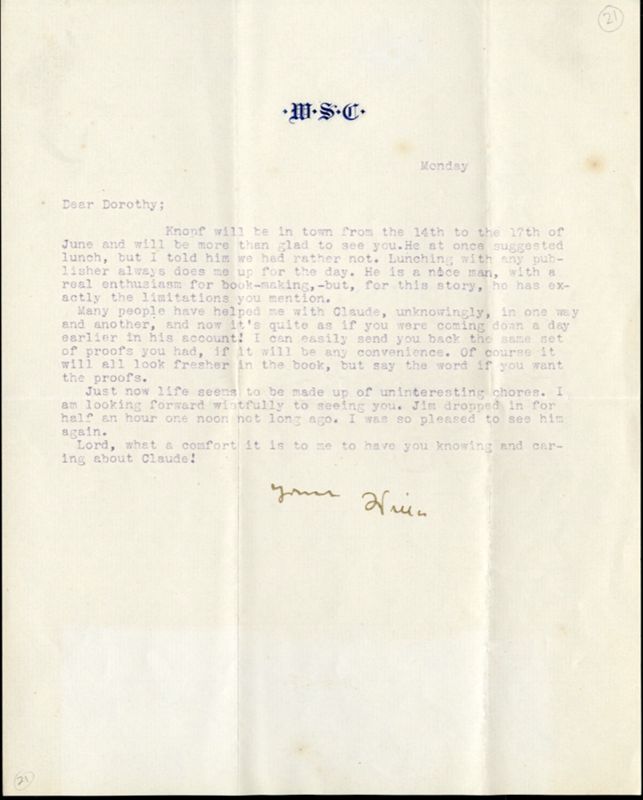 21
·W·S·C·
Monday
Dear Dorothy;
Knopf will be in town from the 14th to the 17th of
June and will be more than glad to see you.He at once suggested
lunch, but I told him we had rather not. Lunching with any pub-
lisher always does me up for the day. He is a nice man, with a
real enthusiasm for book-making,-but, for this story, he has ex-
actly the limitations you mention.
Many people have helped me with Claude, unknowingly, in one way
and another, and now it's quite as if you were coming down a day
earlier in his account! I can easily send you back the same set
of proofs you had, if it will be any convenience. Of course it
will all look fresher in the book, but say the word if you want
the proofs.
Just now life seems to be made up of uninteresting chores. I
am looking forward wistfully to seeing you. Jim dropped in for
half an hour one noon not long ago. I was so pleased to see him
again.
Lord, what a comfort it is to me to have you knowing and car-
ing about Claude!
Yours Willa
21